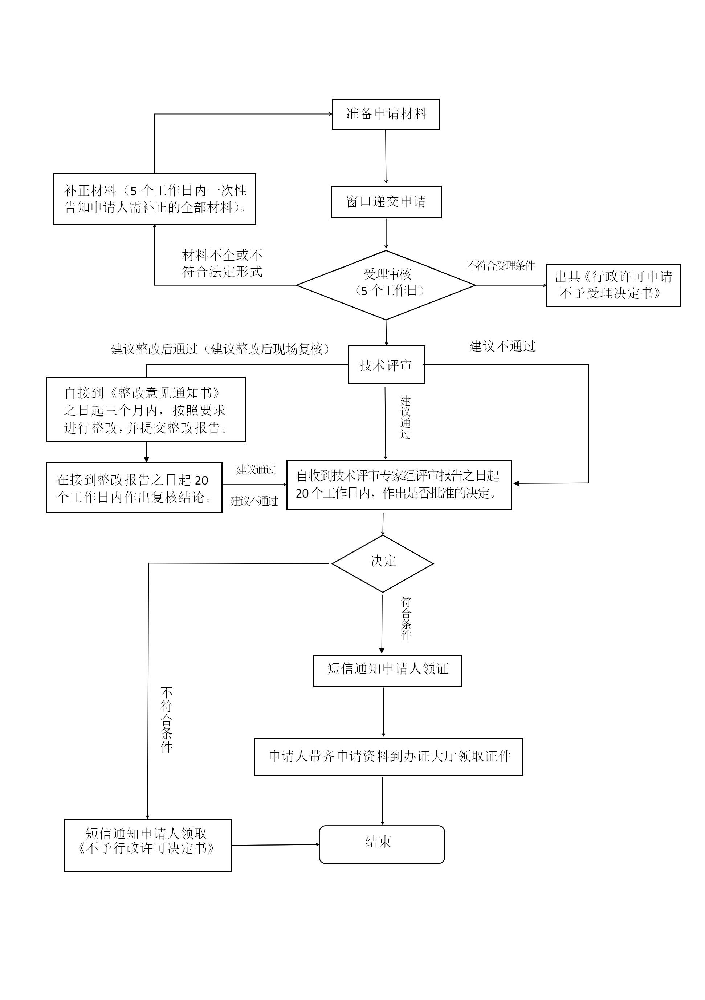 准备申请材料
补正材料（5 个工作日内一次性
告知申请人需补正的全部材料）。
窗口递交申请
材料不全或不
符合法定形式
受理审核
（5 个工作日）
不符合受理条件
出具《行政许可申请
不予受理决定书》
建议整改后通过（建议整改后现场复核）
技术评审
建议不通过
自接到《整改意见通知书》
之日起三个月内，按照要求
进行整改，并提交整改报告。
建议通过
在接到整改报告之日起 20
个工作日内作出复核结论。
建议通过
建议不通过
自收到技术评审专家组评审报告之日起
20 个工作日内，作出是否批准的决定。
决定
符合条件
短信通知申请人领证
不符合条件
申请人带齐申请资料到办证大厅领取证件
短信通知申请人领取
《不予行政许可决定书》
结束